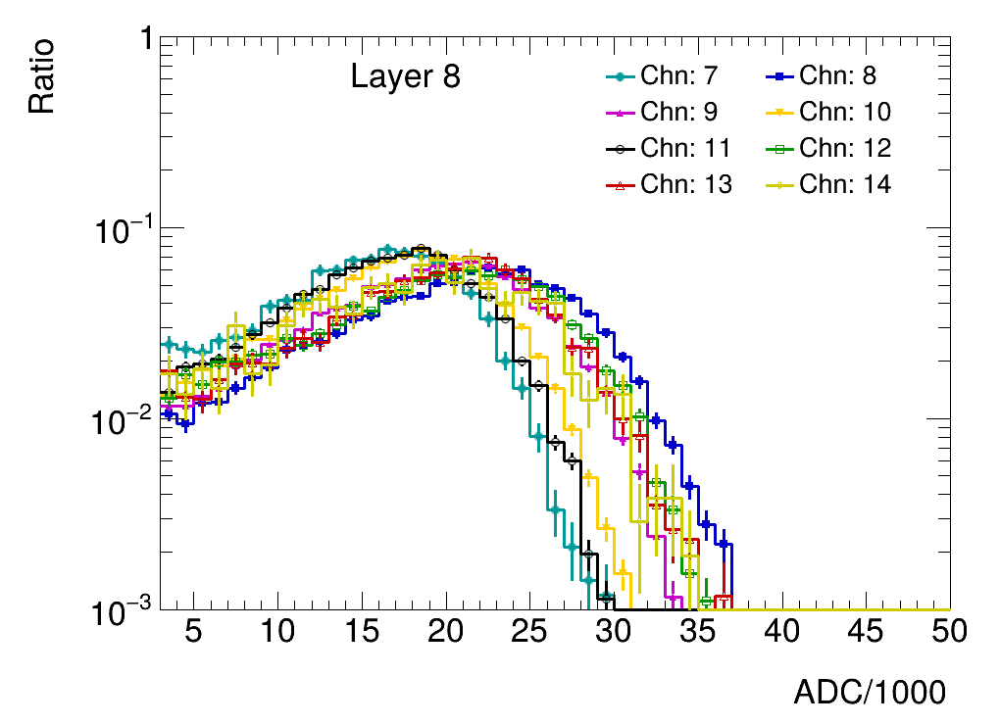 Ratio
1
Layer 8
Chn: 7
Chn: 8
Chn: 9
Chn: 10
Chn: 11
Chn: 12
Chn: 13
Chn: 14
10⁻¹
10⁻²
10⁻³
5 10 15 20 25 30 35 40 45 50
ADC/1000